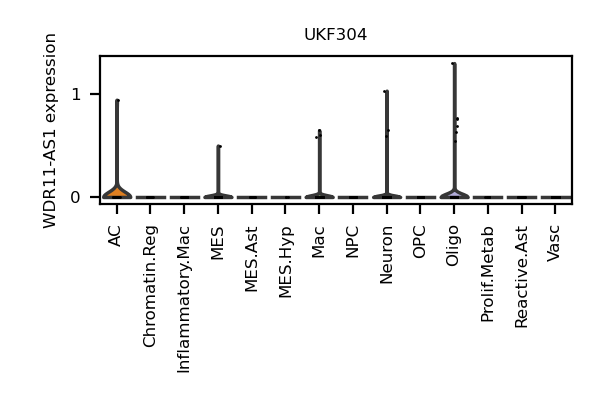 UKF304
WDR11-AS1 expression
1
0
AC
Chromatin.Reg
Inflammatory.Mac
MES
MES.Ast
MES.Hyp
Mac
NPC
Neuron
OPC
Oligo
Prolif.Metab
Reactive.Ast
Vasc